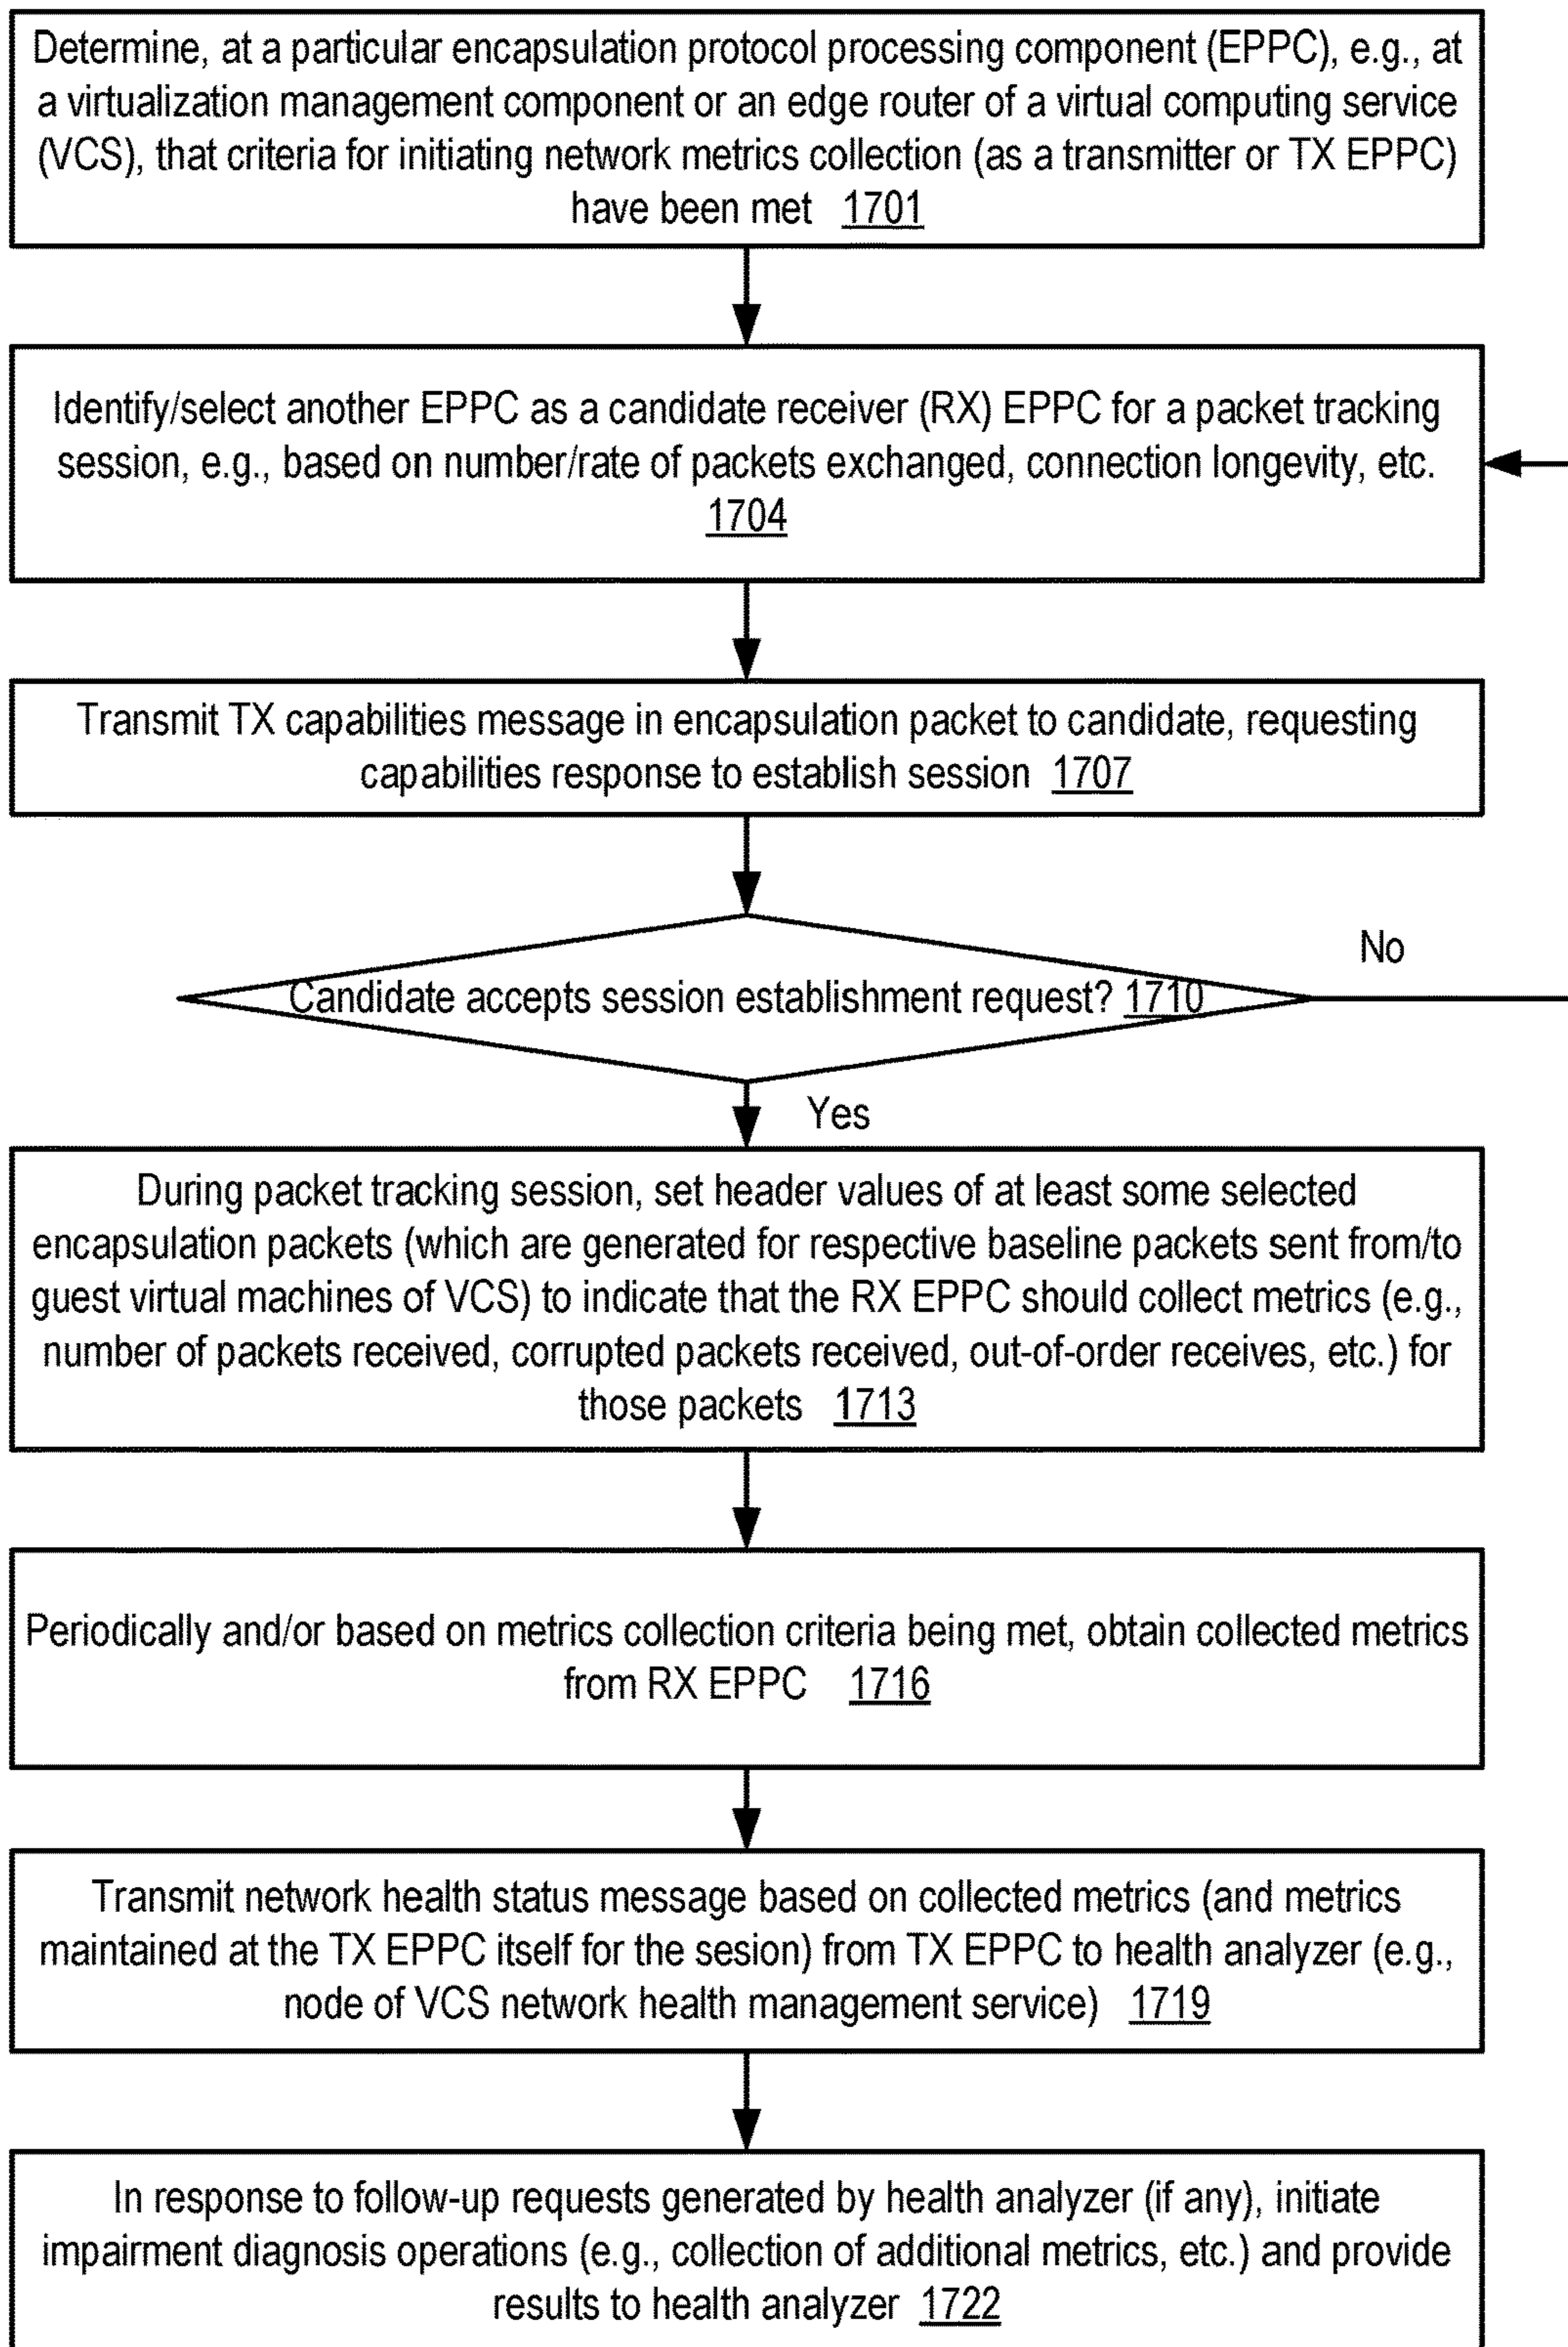 Determine, at a particular encapsulation protocol processing component (EPPC), e.g., at
a virtualization management component or an edge router of a virtual computing service
(VCS), that criteria for initiating network metrics collection (as a transmitter or TX EPPC)
have been met 1701
Identify/select another EPPC as a candidate receiver (RX) EPPC for a packet tracking
session, e.g., based on number/rate of packets exchanged, connection longevity, etc.
1704
Transmit TX capabilities message in encapsulation packet to candidate, requesting
capabilities response to establish session 1707
No
Candidate accepts session establishment request? 1710
Yes
During packet tracking session, set header values of at least some selected
encapsulation packets (which are generated for respective baseline packets sent from/to
guest virtual machines of VCS) to indicate that the RX EPPC should collect metrics (e.g.,
number of packets received, corrupted packets received, out-of-order receives, etc.) for
those packets 1713
Periodically and/or based on metrics collection criteria being met, obtain collected metrics
from RX EPPC 1716
Transmit network health status message based on collected metrics (and metrics
maintained at the TX EPPC itself for the sesion) from TX EPPC to health analyzer (e.g.,
node of VCS network health management service) 1719
In response to follow-up requests generated by health analyzer (if any), initiate
impairment diagnosis operations (e.g., collection of additional metrics, etc.) and provide
results to health analyzer 1722